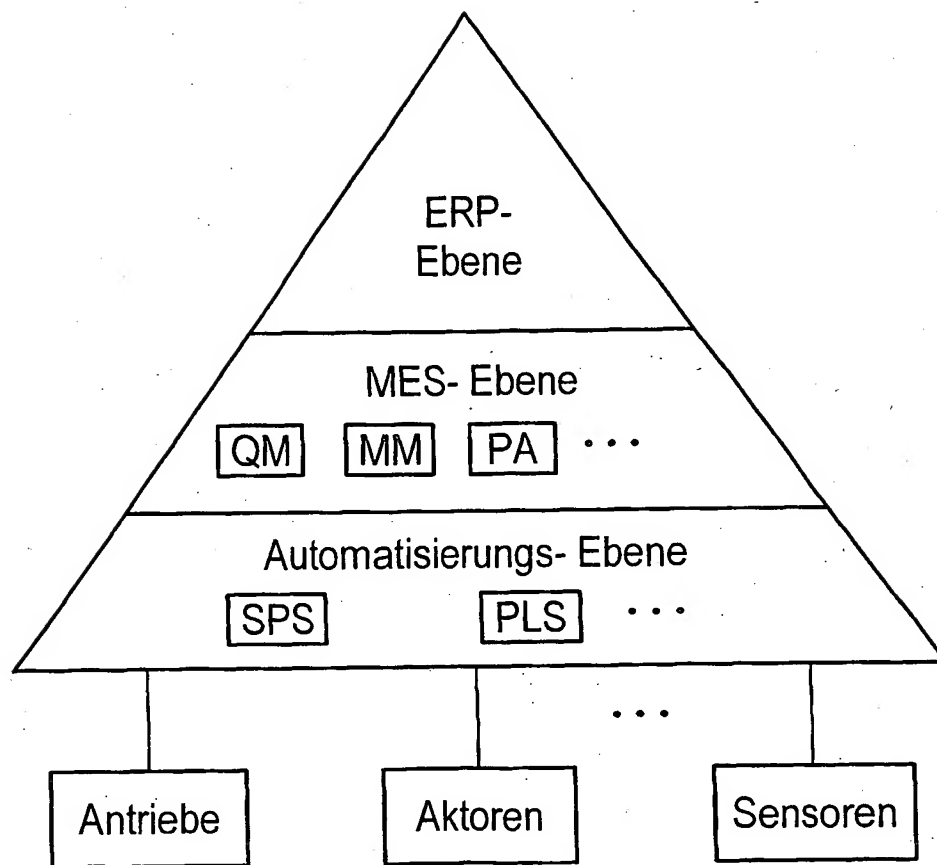 ERP-
Ebene
MES- Ebene
QM MM PA ...
Automatisierungs- Ebene
SPS PLS ...
...
Antriebe Aktoren Sensoren